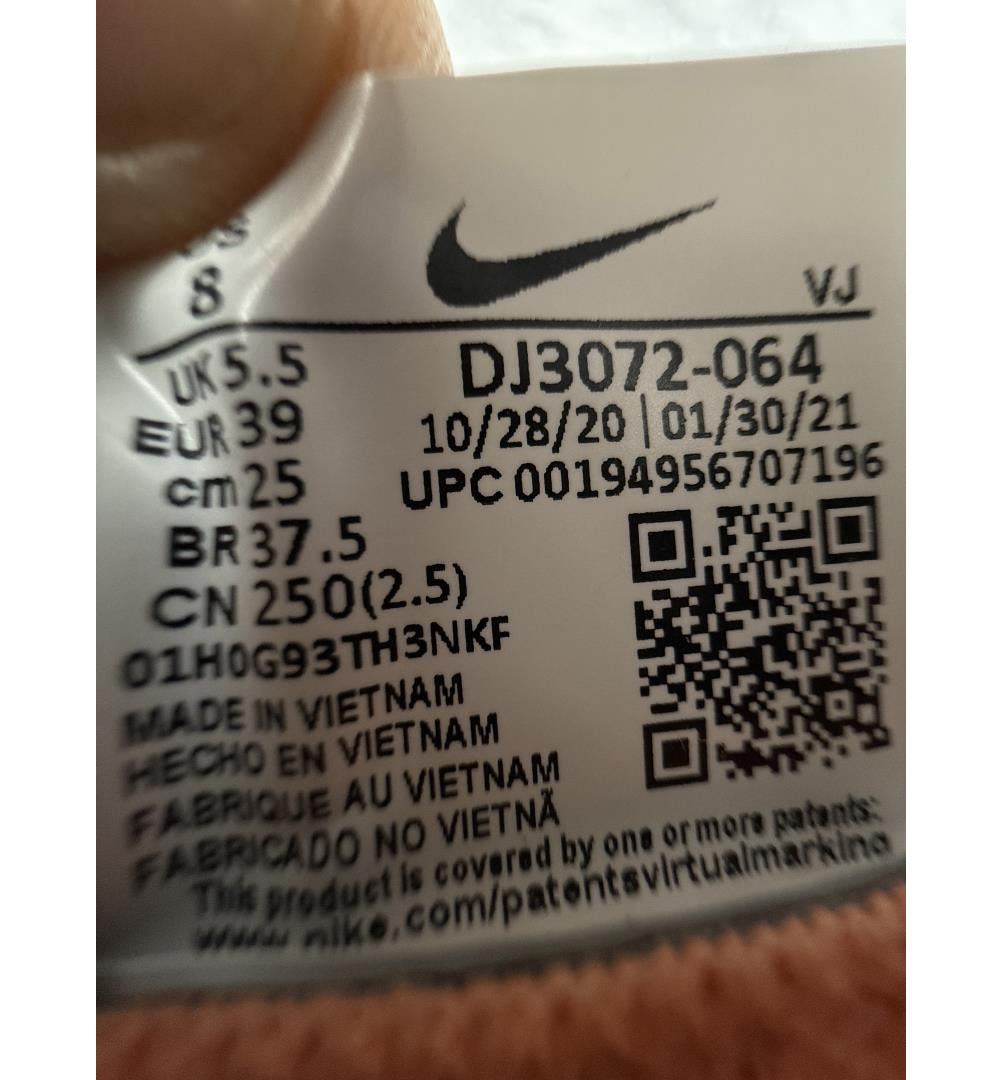 8
VJ
UK 5.5
EUR 39
cm 25
BR 37.5
CN 250(2.5)
DJ3072-064
10/28/20 | 01/30/21
UPC 00194956707196
01H0G93TH3NKF
MADE IN VIETNAM
HECHO EN VIETNAM
FABRIQUE AU VIETNAM
FABRICADO NO VIETNÃ
This product is covered by one or more patents:
www.nike.com/patentsvirtualmarking